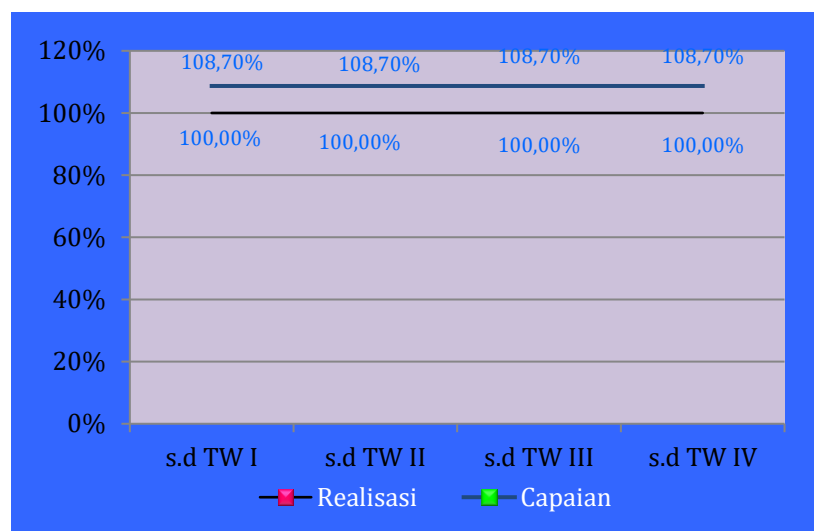 120%
108,70% 108,70% 108,70% 108,70%
100%
100,00% 100,00% 100,00% 100,00%
80%
60%
40%
20%
0%
s.d TW I s.d TW II s.d TW III s.d TW IV
Realisasi Capaian